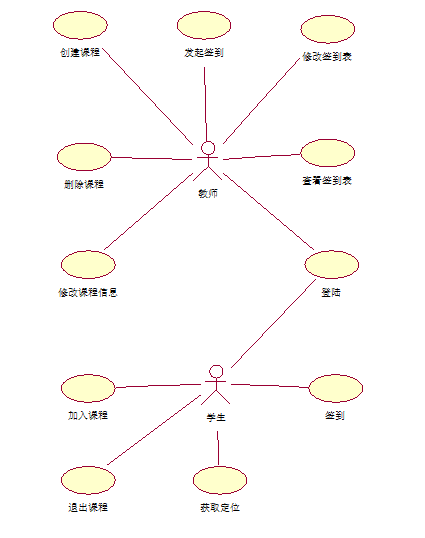 创建课程
发起签到
修改签到表
教师
删除课程
查看签到表
修改课程信息
登陆
加入课程
学生
签到
退出课程
获取定位